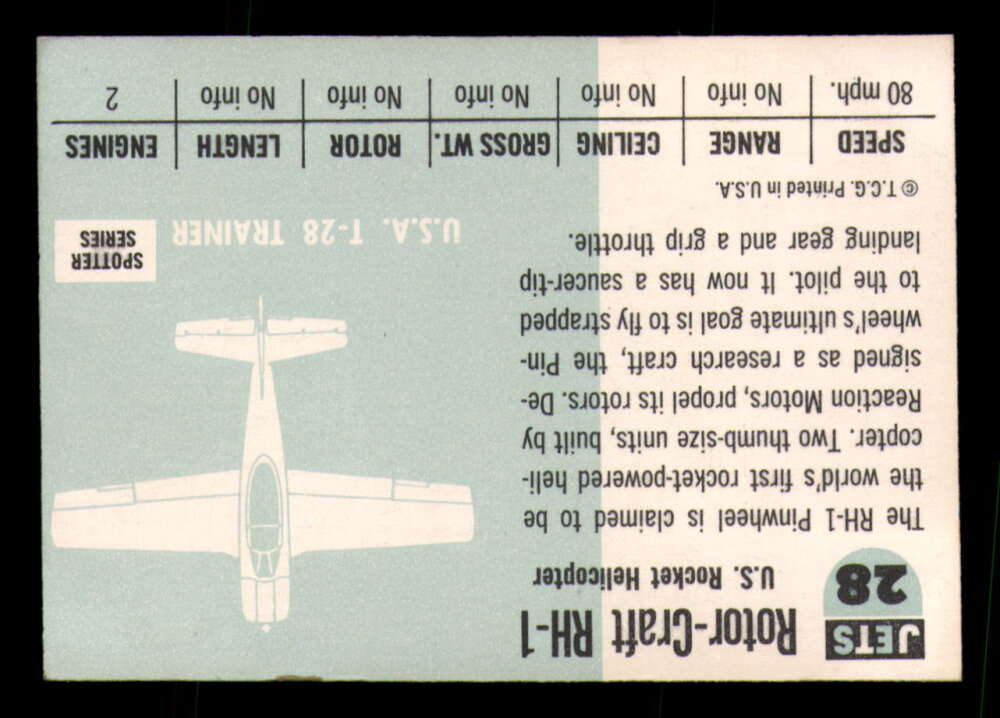 JETS
28
Rotor-Craft RH-1
U.S. Rocket Helicopter
The RH-1 Pinwheel is claimed to be
the world's first rocket-powered heli-
copter. Two thumb-size units, built by
Reaction Motors, propel its rotors. De-
signed as a research craft, the Pin-
wheel's ultimate goal is to fly strapped
to the pilot. It now has a saucer-tip
landing gear and a grip throttle.
U.S.A. T-28 TRAINER
SPOTTER
SERIES
© T.C.G. Printed in U.S.A.
SPEED RANGE CEILING GROSS WT. ROTOR LENGTH ENGINES
80 mph. No info No info No info No info No info 2